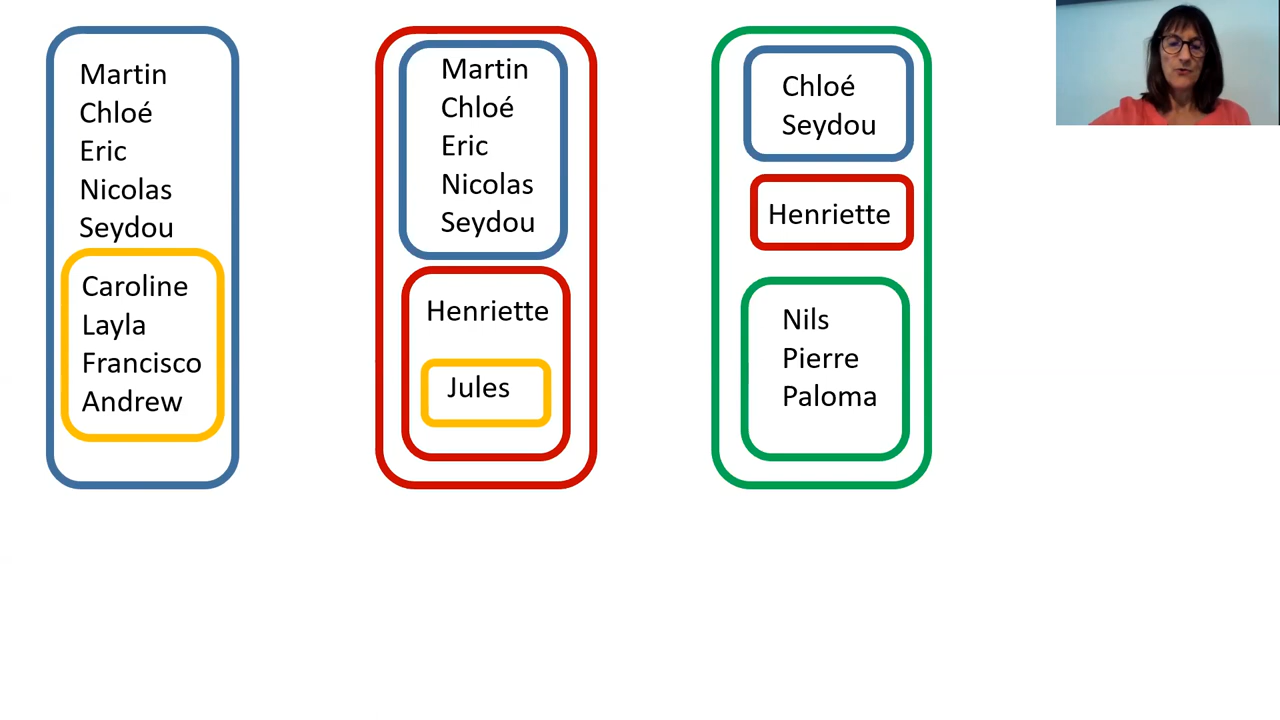 Martin
Chloé
Eric
Nicolas
Seydou
Caroline
Layla
Francisco
Andrew
Martin
Chloé
Eric
Nicolas
Seydou
Henriette
Jules
Chloé
Seydou
Henriette
Nils
Pierre
Paloma